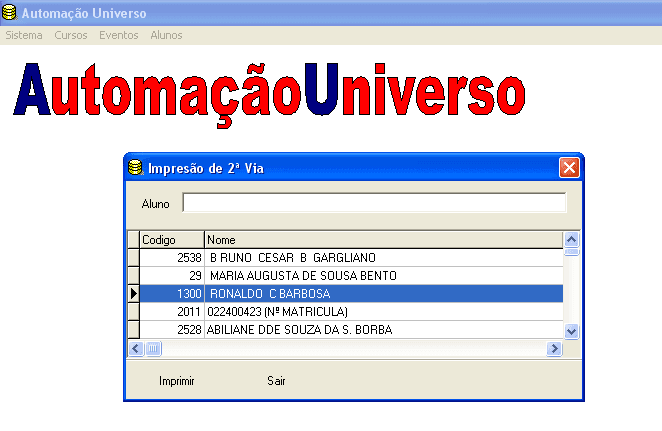 Automação Universo
Sistema Cursos Eventos Alunos
AutomaçãoUniverso
Impresão de 2ª Via
Aluno
Codigo Nome
2538 B RUNO CESAR B GARGLIANO
29 MARIA AUGUSTA DE SOUSA BENTO
1300 RONALDO C BARBOSA
2011 022400423 (Nº MATRICULA)
2528 ABILIANE DDE SOUZA DA S. BORBA
Imprimir Sair